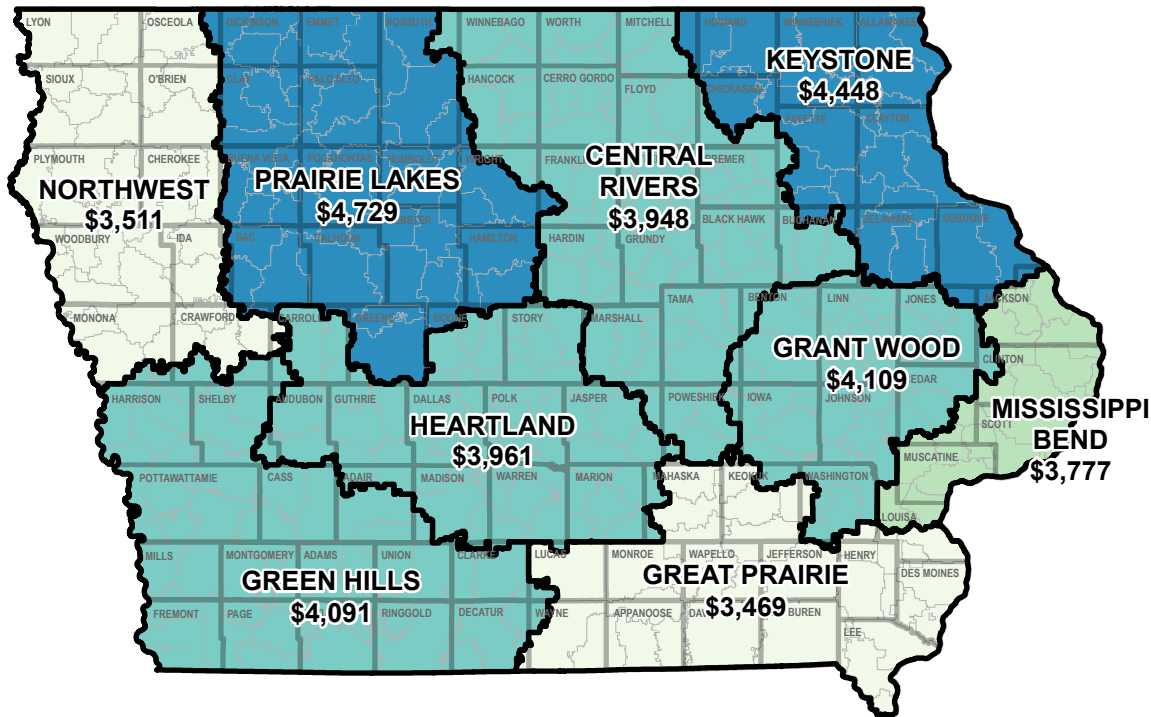 LYON OSCEOLA DICKINSON EMMET KOSSUTH WINNEBAGO WORTH MITCHELL HOWARD WINNESHIEK ALLAMAKEE
SIOUX O'BRIEN CLAY PALO ALTO HANCOCK CERRO GORDO FLOYD CHICKASAW
KEYSTONE
$4,448
FAYETTE CLAYTON
PLYMOUTH CHEROKEE BUENA VISTA POCAHONTAS HUMBOLD WRIGHT FRANKLI REMER
NORTHWEST
$3,511
PRAIRIE LAKES
$4,729
CENTRAL
RIVERS
$3,948
WOODBURY IDA SAC CALHOUN STER HAMILTON HARDIN GRUNDY BLACK HAWK BUCHANAN DELAWARE DUBUQUE
MONONA CRAWFORD CARROLL GREENE BOONE STORY MARSHALL TAMA BENTON LINN JONES JACKSON
GRANT WOOD
$4,109
CLINTON
EDAR
HARRISON SHELBY AUDUBON GUTHRIE DALLAS POLK JASPER POWESHIEK IOWA JOHNSON
HEARTLAND
$3,961
MISSISSIPPI
BEND
$3,777
SCOTT
MUSCATINE
POTTAWATTAMIE CASS ADAIR MADISON WARREN MARION MAHASKA KEOKUK WASHINGTON
LOUISA
MILLS MONTGOMERY ADAMS UNION CLARKE LUCAS MONROE WAPELLO JEFFERSON HENRY
DES MOINES
GREEN HILLS
$4,091
GREAT PRAIRIE
$3,469
FREMONT PAGE RINGGOLD DECATUR WAYNE APPANOOSE DAV BUREN
LEE